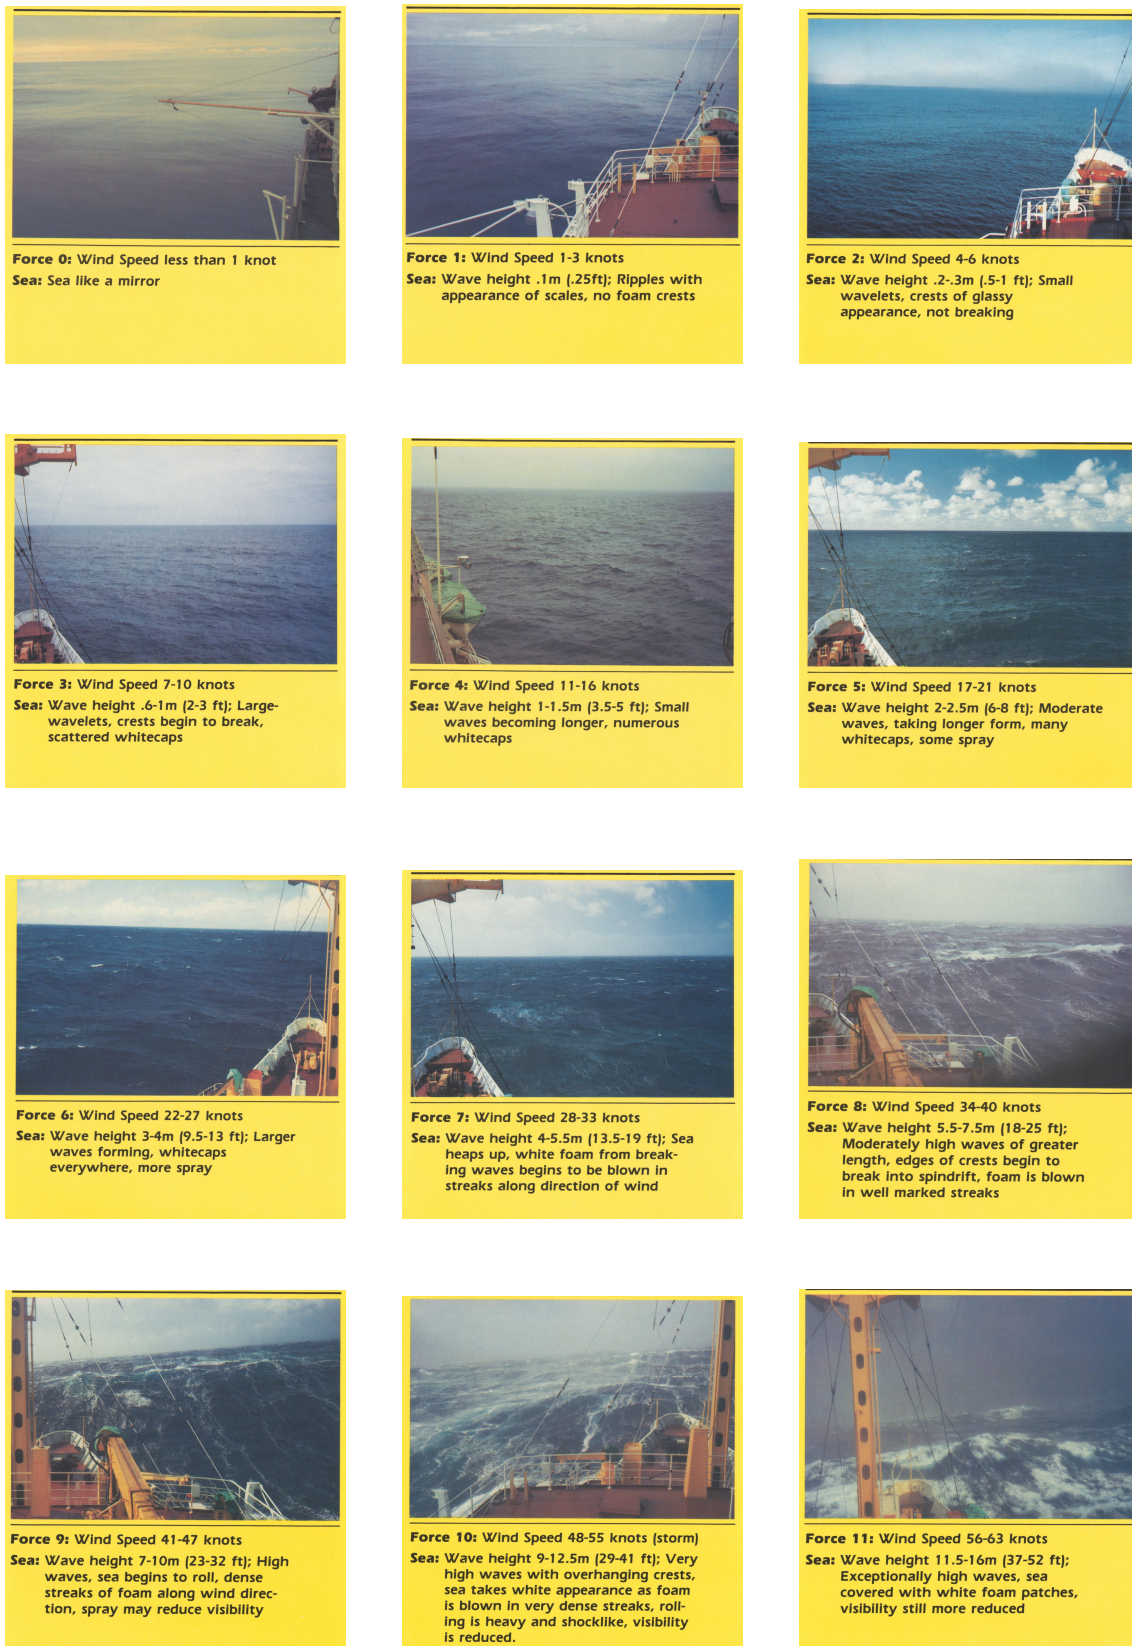 Force 0: Wind Speed less than 1 knot
Sea: Sea like a mirror
Force 1: Wind Speed 1-3 knots
Sea: Wave height .1m (.25ft); Ripples with
appearance of scales, no foam crests
Force 2: Wind Speed 4-6 knots
Sea: Wave height .2-.3m (.5-1 ft); Small
wavelets, crests of glassy
appearance, not breaking
Force 3: Wind Speed 7-10 knots
Sea: Wave height .6-1m (2-3 ft); Large-
wavelets, crests begin to break,
scattered whitecaps
Force 4: Wind Speed 11-16 knots
Sea: Wave height 1-1.5m (3.5-5 ft); Small
waves becoming longer, numerous
whitecaps
Force 5: Wind Speed 17-21 knots
Sea: Wave height 2-2.5m (6-8 ft); Moderate
waves, taking longer form, many
whitecaps, some spray
Force 6: Wind Speed 22-27 knots
Sea: Wave height 3-4m (9.5-13 ft); Larger
waves forming, whitecaps
everywhere, more spray
Force 7: Wind Speed 28-33 knots
Sea: Wave height 4-5.5m (13.5-19 ft); Sea
heaps up, white foam from break-
ing waves begins to be blown in
streaks along direction of wind
Force 8: Wind Speed 34-40 knots
Sea: Wave height 5.5-7.5m (18-25 ft);
Moderately high waves of greater
length, edges of crests begin to
break into spindrift, foam is blown
in well marked streaks
Force 9: Wind Speed 41-47 knots
Sea: Wave height 7-10m (23-32 ft); High
waves, sea begins to roll, dense
streaks of foam along wind direc-
tion, spray may reduce visibility
Force 10: Wind Speed 48-55 knots (storm)
Sea: Wave height 9-12.5m (29-41 ft); Very
high waves with overhanging crests,
sea takes white appearance as foam
is blown in very dense streaks, roll-
ing is heavy and shocklike, visibility
is reduced.
Force 11: Wind Speed 56-63 knots
Sea: Wave height 11.5-16m (37-52 ft);
Exceptionally high waves, sea
covered with white foam patches,
visibility still more reduced